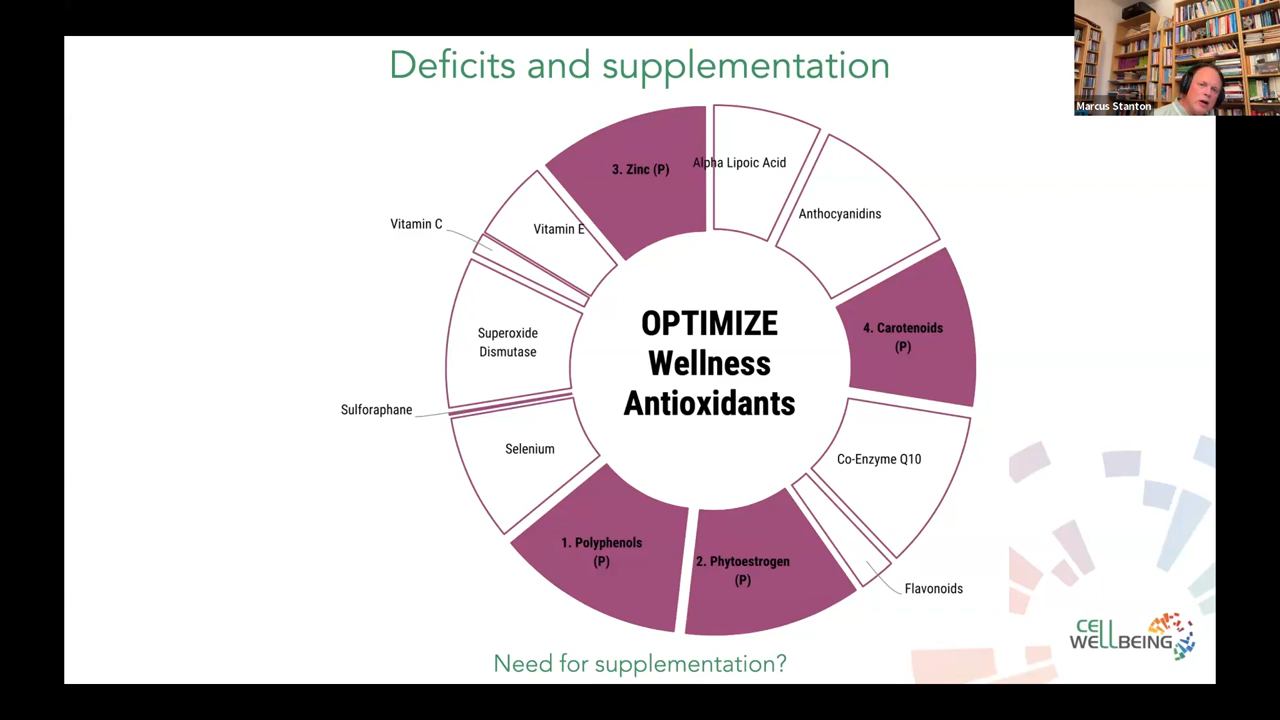 Deficits and supplementation
Marcus Stanton
3. Zinc (P)
Alpha Lipoic Acid
Anthocyanidins
4. Carotenoids
(P)
Co-Enzyme Q10
Flavonoids
2. Phytoestrogen
(P)
1. Polyphenols
(P)
Selenium
Sulforaphane
Superoxide
Dismutase
Vitamin C
Vitamin E
OPTIMIZE
Wellness
Antioxidants
Need for supplementation?
CELL
WELLBEING